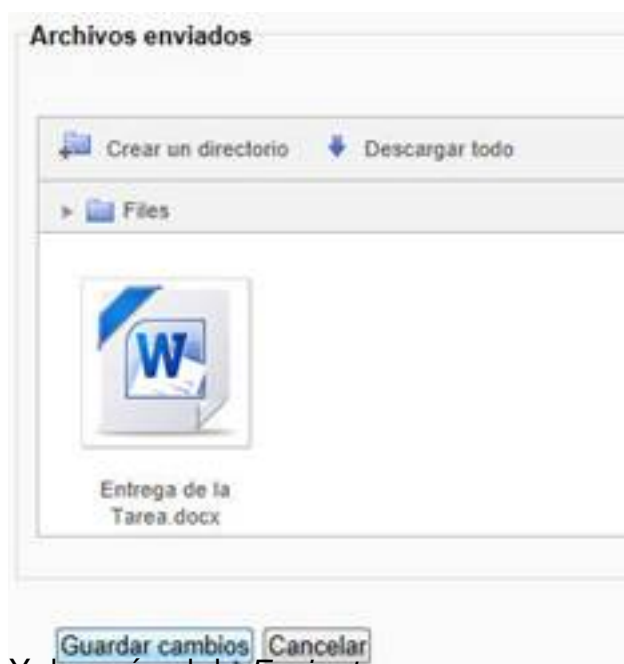 Archivos enviados
Crear un directorio Descargar todo
Files
W
Entrega de la
Tarea.docx
Guardar cambios Cancelar